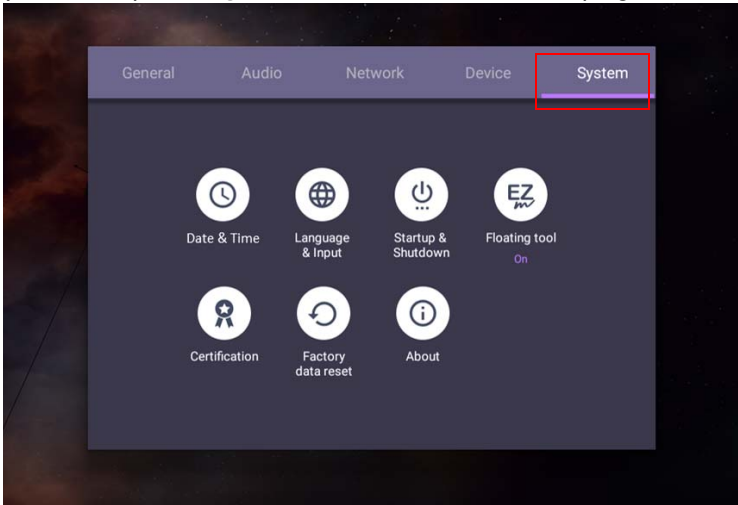 General Audio Network Device System
Date & Time
Language
& Input
Startup &
Shutdown
Floating tool
On
EZ
Certification
Factory
data reset
About